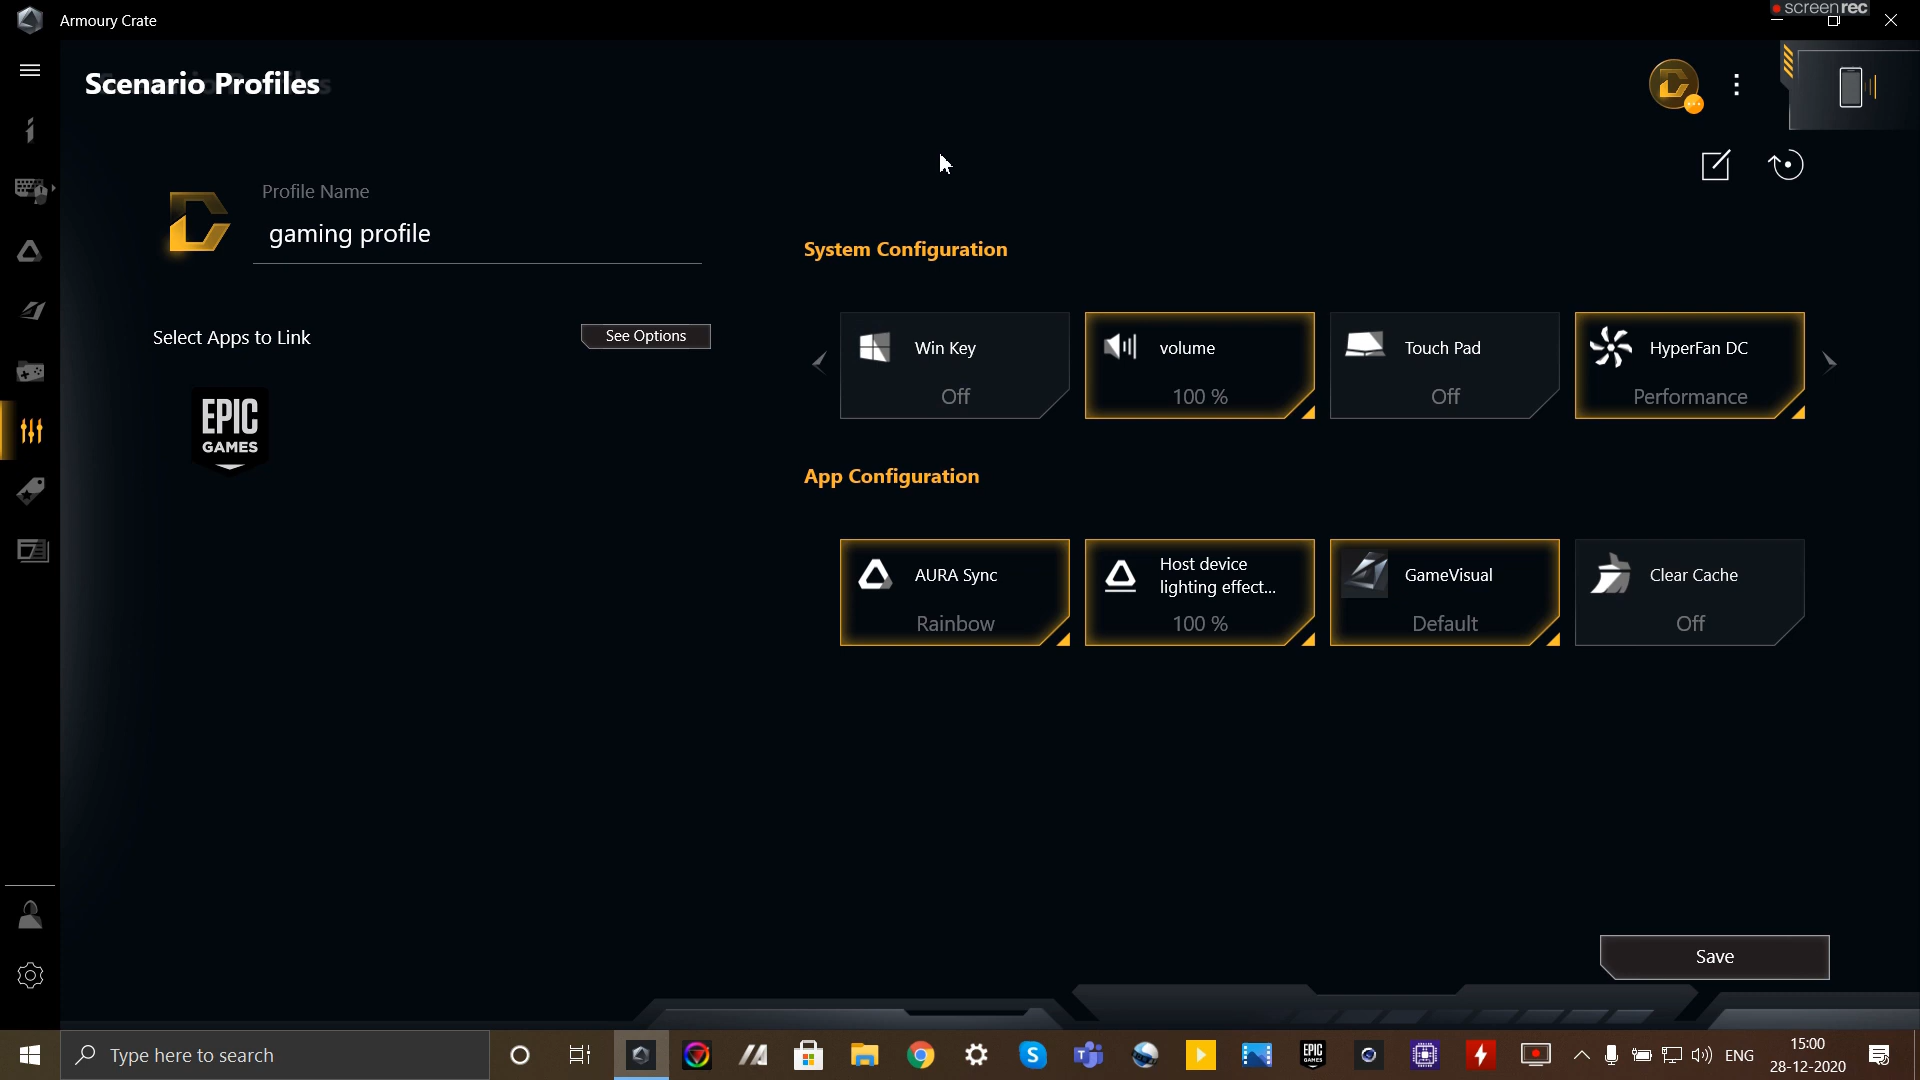 Armoury Crate
screenrec
Scenario Profiles
Profile Name
gaming profile
System Configuration
Select Apps to Link
See Options
Win Key
Off
volume
100 %
Touch Pad
Off
HyperFan DC
Performance
EPIC
GAMES
App Configuration
AURA Sync
Rainbow
Host device
lighting effect...
100 %
GameVisual
Default
Clear Cache
Off
Save
Type here to search
EPIC
GAMES
ENG
15:00
28-12-2020